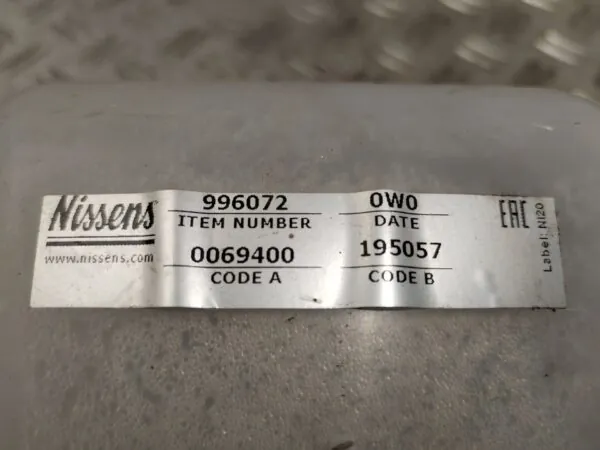 Nissens
www.nissens.com
996072
ITEM NUMBER
0069400
CODE A
0W0
DATE
195057
CODE B
EAC
Label: NI20